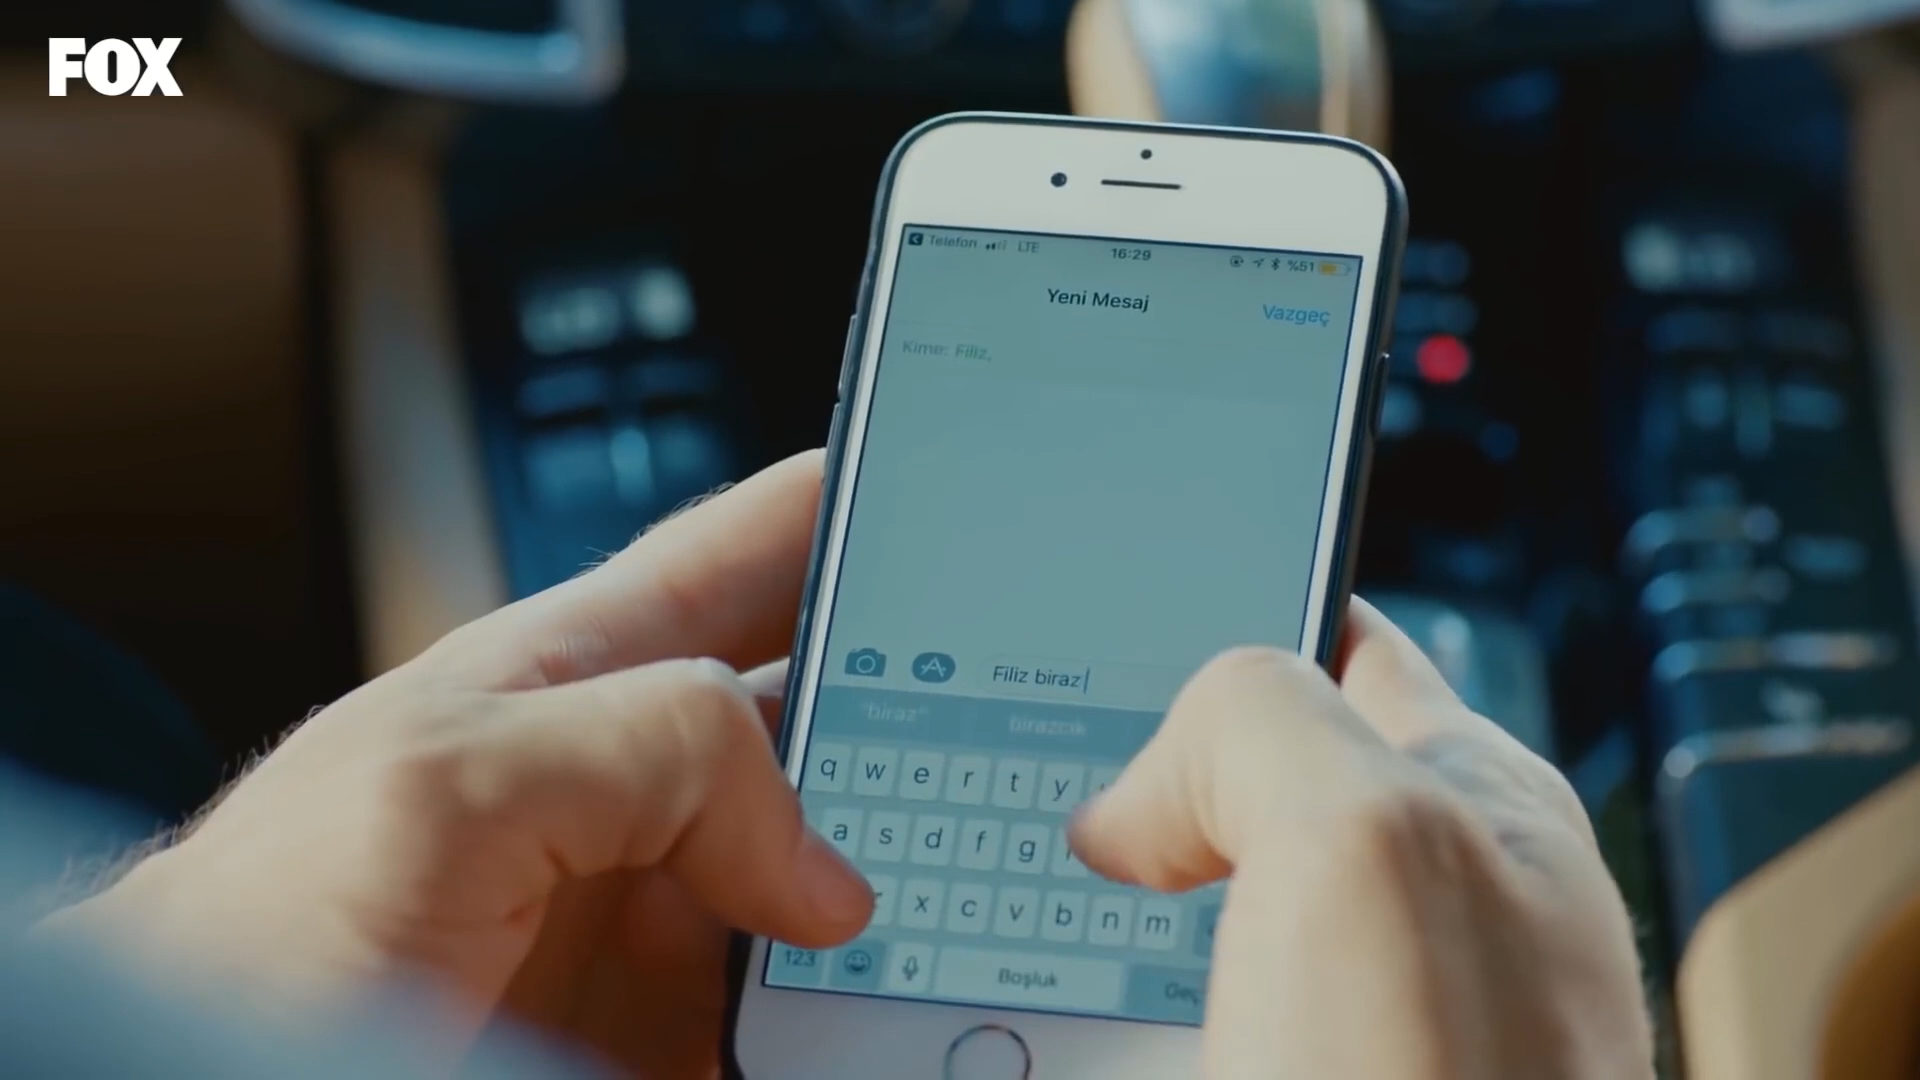 FOX
Telefon LTE 16:29 %51
Yeni Mesaj
Vazgeç
Kime: Filiz,
Filiz biraz
"biraz" birazcık
q w e r t y
a s d f g
x c v b n m
123 Boşluk